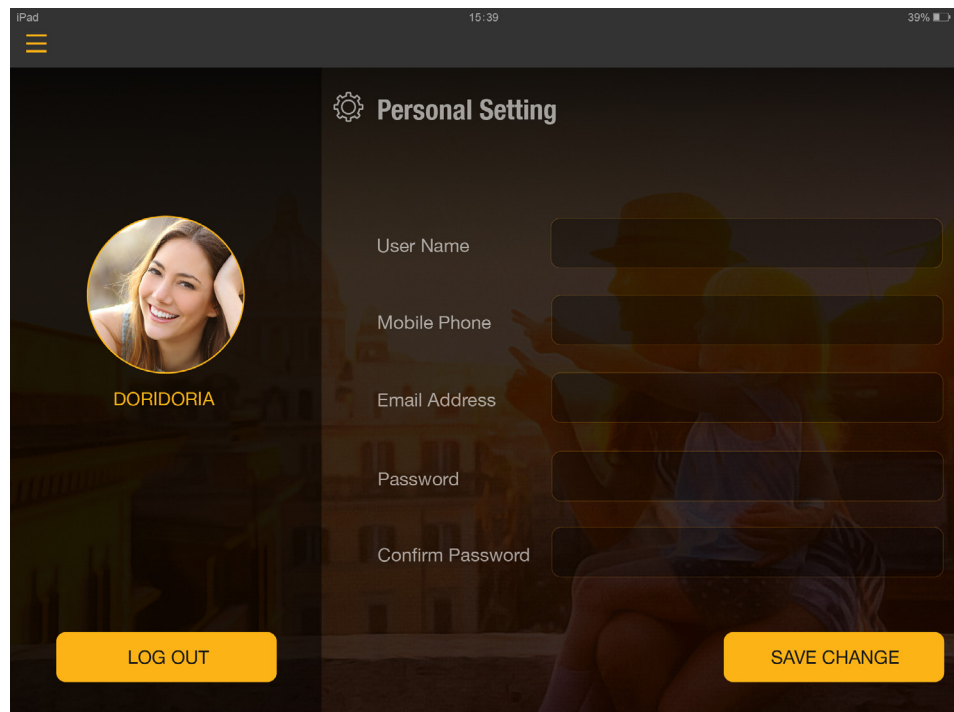 iPad 15:39 39%
Personal Setting
User Name
Mobile Phone
DORIDORIA
Email Address
Password
Confirm Password
LOG OUT
SAVE CHANGE